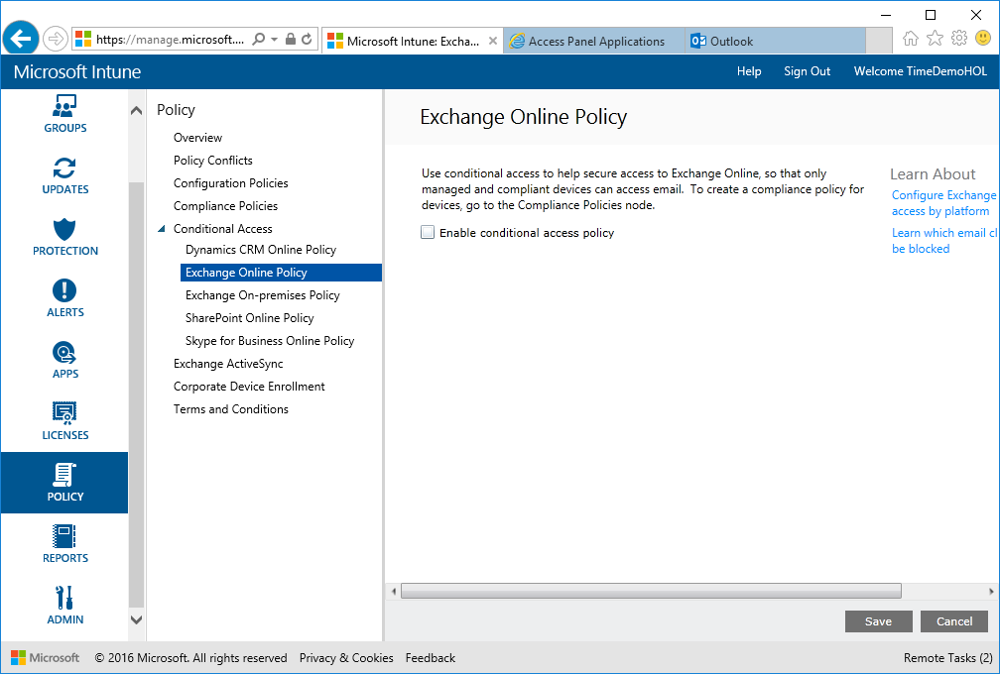 https://manage.microsoft....
Microsoft Intune: Excha...
Access Panel Applications
Outlook
Microsoft Intune
Help
Sign Out
Welcome TimeDemoHOL
GROUPS
UPDATES
PROTECTION
ALERTS
APPS
LICENSES
POLICY
REPORTS
ADMIN
Policy
Overview
Policy Conflicts
Configuration Policies
Compliance Policies
Conditional Access
Dynamics CRM Online Policy
Exchange Online Policy
Exchange On-premises Policy
SharePoint Online Policy
Skype for Business Online Policy
Exchange ActiveSync
Corporate Device Enrollment
Terms and Conditions
Exchange Online Policy
Use conditional access to help secure access to Exchange Online, so that only
managed and compliant devices can access email. To create a compliance policy for
devices, go to the Compliance Policies node.
Enable conditional access policy
Learn About
Configure Exchange
access by platform
Learn which email cl
be blocked
Save
Cancel
Microsoft
© 2016 Microsoft. All rights reserved
Privacy & Cookies
Feedback
Remote Tasks (2)